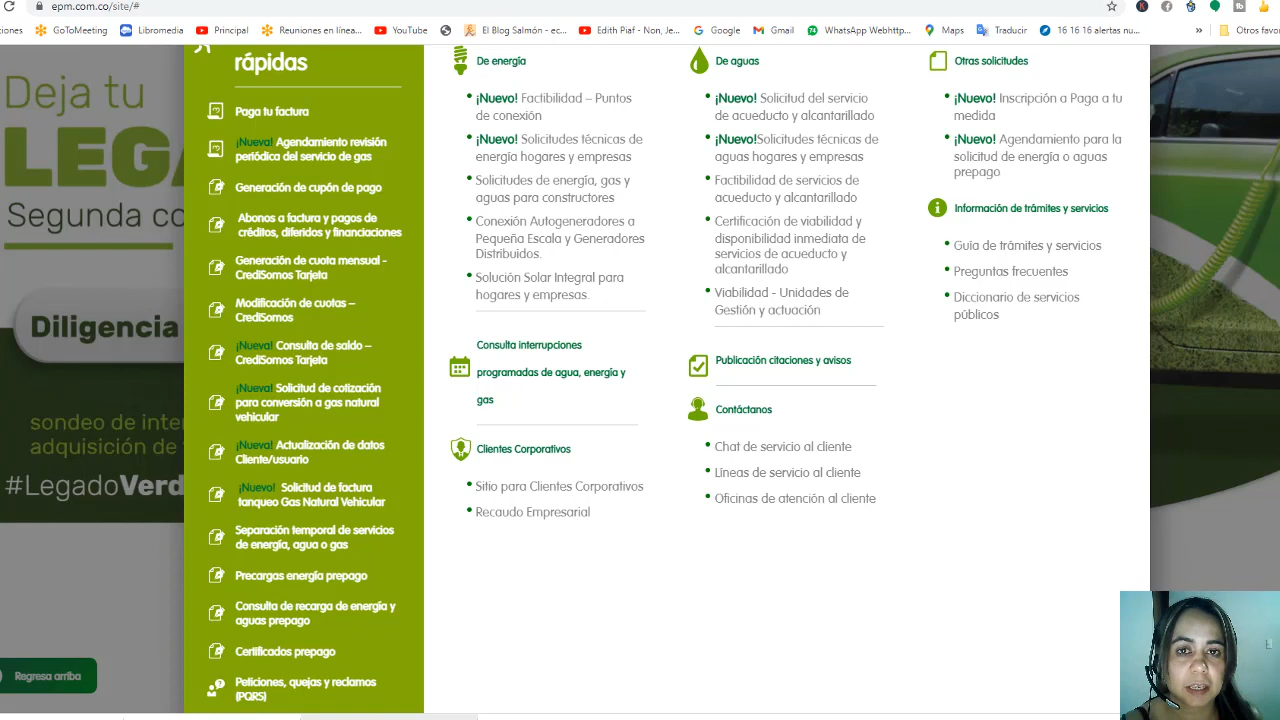 epm.com.co/site/#
ciones
GoToMeeting
Libromedia
Principal
Reuniones en línea...
YouTube
El Blog Salmón - ec...
Edith Piaf - Non, Je...
Google
Gmail
WhatsApp Webhttp...
Maps
Traducir
16 16 16 alertas nu...
»
Otros favor
Deja tu
LEG
Segunda co
Diligencia
sondeo de inter
adquisición de v
#LegadoVerd
Regresa arriba
rápidas
Paga tu factura
¡Nueva! Agendamiento revisión
periódica del servicio de gas
Generación de cupón de pago
Abonos a factura y pagos de
créditos, diferidos y financiaciones
Generación de cuota mensual -
CrediSomos Tarjeta
Modificación de cuotas –
CrediSomos
¡Nueva! Consulta de saldo –
CrediSomos Tarjeta
¡Nueva! Solicitud de cotización
para conversión a gas natural
vehicular
¡Nueva! Actualización de datos
Cliente/usuario
¡Nuevo! Solicitud de factura
tanqueo Gas Natural Vehicular
Separación temporal de servicios
de energía, agua o gas
Precargas energía prepago
Consulta de recarga de energía y
aguas prepago
Certificados prepago
Peticiones, quejas y reclamos
(PQRS)
De energía
¡Nuevo! Factibilidad – Puntos
de conexión
¡Nuevo! Solicitudes técnicas de
energía hogares y empresas
Solicitudes de energía, gas y
aguas para constructores
Conexión Autogeneradores a
Pequeña Escala y Generadores
Distribuidos.
Solución Solar Integral para
hogares y empresas.
Consulta interrupciones
programadas de agua, energía y
gas
Clientes Corporativos
Sitio para Clientes Corporativos
Recaudo Empresarial
De aguas
¡Nuevo! Solicitud del servicio
de acueducto y alcantarillado
¡Nuevo!Solicitudes técnicas de
aguas hogares y empresas
Factibilidad de servicios de
acueducto y alcantarillado
Certificación de viabilidad y
disponibilidad inmediata de
servicios de acueducto y
alcantarillado
Viabilidad - Unidades de
Gestión y actuación
Publicación citaciones y avisos
Contáctanos
Chat de servicio al cliente
Líneas de servicio al cliente
Oficinas de atención al cliente
Otras solicitudes
¡Nuevo! Inscripción a Paga a tu
medida
¡Nuevo! Agendamiento para la
solicitud de energía o aguas
prepago
Información de trámites y servicios
Guía de trámites y servicios
Preguntas frecuentes
Diccionario de servicios
públicos